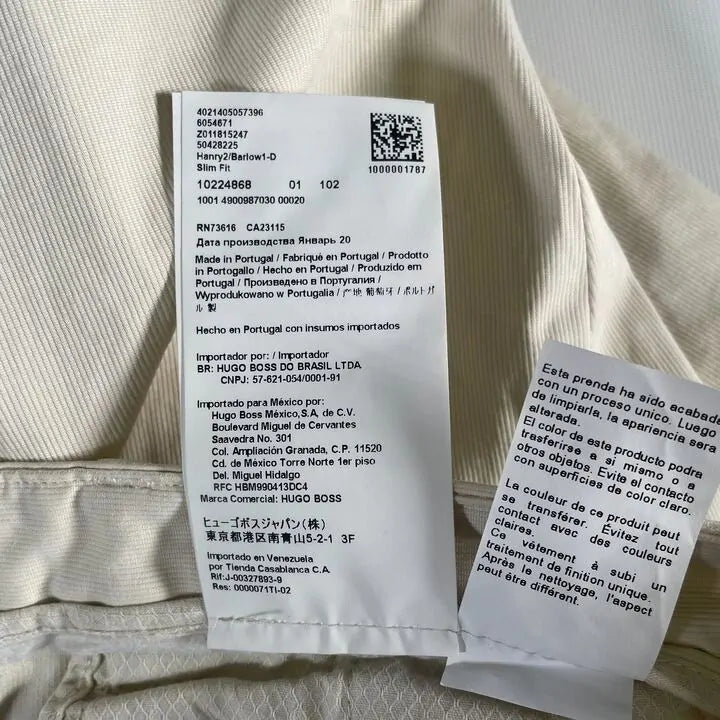 4021405057396
6054671
Z011815247
50428225
Hanry2/Barlow1-D
Slim Fit
1000001787
10224868 01 102
1001 4900987030 00020
RN73616 CA23115
Дата производства Январь 20
Made in Portugal / Fabriqué en Portugal / Prodotto
in Portogallo / Hecho en Portugal / Produzido em
Portugal / Произведено в Португалии /
Wyprodukowano w Portugalia / 产地 葡萄牙 / ポルトガ
ル 製
Hecho en Portugal con insumos importados
Importador por: / Importador
BR: HUGO BOSS DO BRASIL LTDA
CNPJ: 57-621-054/0001-91
Importado para México por:
Hugo Boss México,S,A, de C.V.
Boulevard Miguel de Cervantes
Saavedra No. 301
Col. Ampliación Granada, C.P. 11520
Cd. de México Torre Norte 1er piso
Del. Miguel Hidalgo
RFC HBM990413DC4
Marca Comercial: HUGO BOSS
ヒューゴボスジャパン(株)
東京都港区南青山5-2-1 3F
Importado en Venezuela
por Tienda Casablanca C.A.
Rif:J-00327893-9
Res: 0000071TI-02
Esta prenda ha sido acabada
con un proceso unico. Luego
de limpiarla, la apariencia sera
alterada.
El color de este producto podra
trasferirse a si mismo o a
otros objetos. Evite el contacto
con superficies de color claro.
La couleur de ce produit peut
se transférer. Évitez tout
contact avec des couleurs
claires.
Ce vêtement à subi un
traitement de finition unique.
Après le nettoyage, l'aspect
peut être différent.